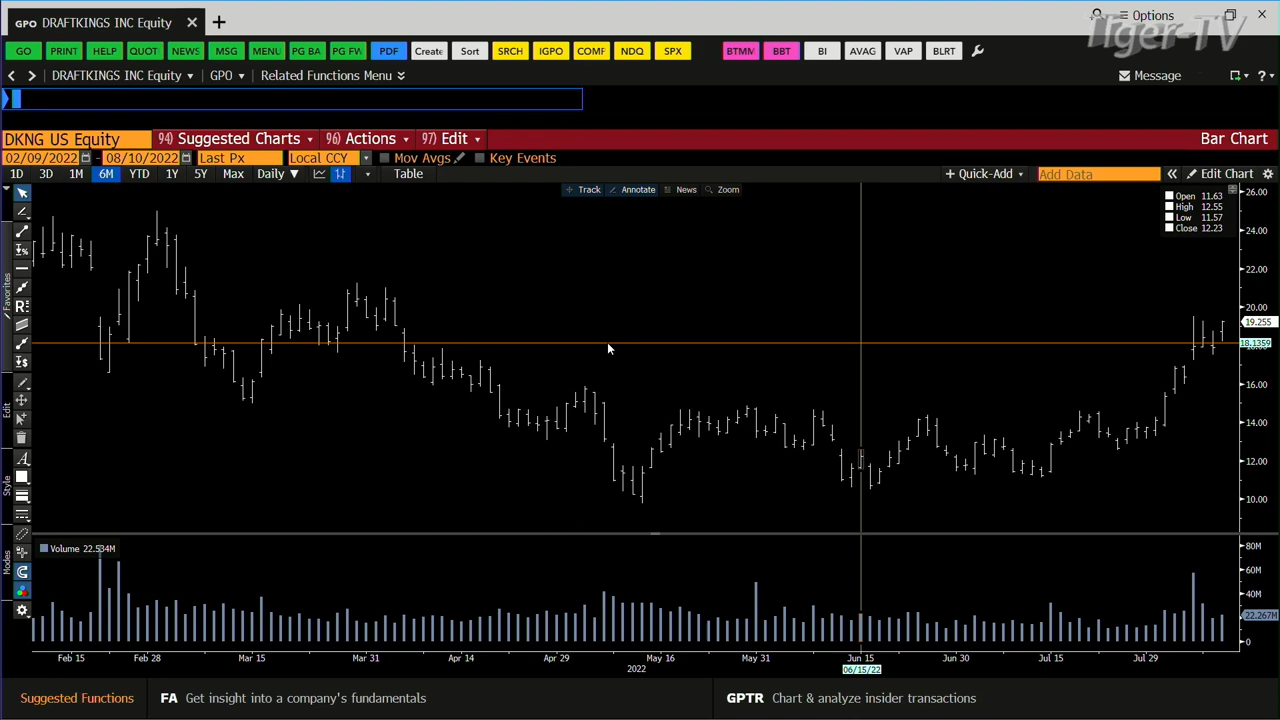 GPO DRAFTKINGS INC Equity × +
Options
Tiger-TV
GO PRINT HELP QUOT NEWS MSG MENU PG BA PDF Create Sort SRCH IGPO COMF NDQ SPX BTMM BBT BI AVAG VAP BLRT
DRAFTKINGS INC Equity GPO Related Functions Menu Message ?
DKNG US Equity 94) Suggested Charts 96) Actions 97) Edit Bar Chart
02/09/2022 - 08/10/2022 Last Px Local CCY Mov Avgs Key Events
1D 3D 1M 6M YTD 1Y 5Y Max Daily ▼ Table + Quick-Add Add Data « Edit Chart
Track Annotate News Zoom
Open 11.63
High 12.55
Low 11.57
Close 12.23
26.00
24.00
22.00
20.00
19.255
18.1359
16.00
14.00
12.00
10.00
Favorites
Edit
Style
Modes
Volume 22.534M
80M
60M
40M
22.267M
0
Feb 15 Feb 28 Mar 15 Mar 31 Apr 14 Apr 29 May 16 May 31 Jun 15 Jun 30 Jul 15 Jul 29
2022
06/15/22
Suggested Functions FA Get insight into a company's fundamentals GPTR Chart & analyze insider transactions